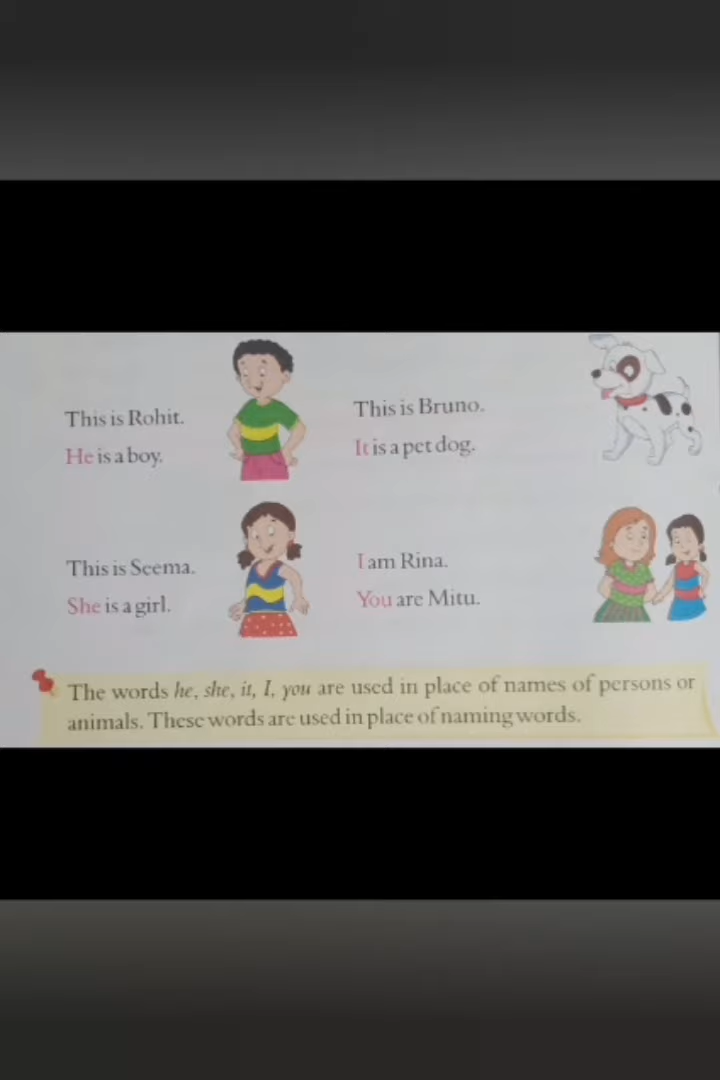 This is Rohit.
He is a boy.
This is Bruno.
It is a pet dog.
This is Seema.
She is a girl.
I am Rina.
You are Mitu.
The words he, she, it, I, you are used in place of names of persons or
animals. These words are used in place of naming words.